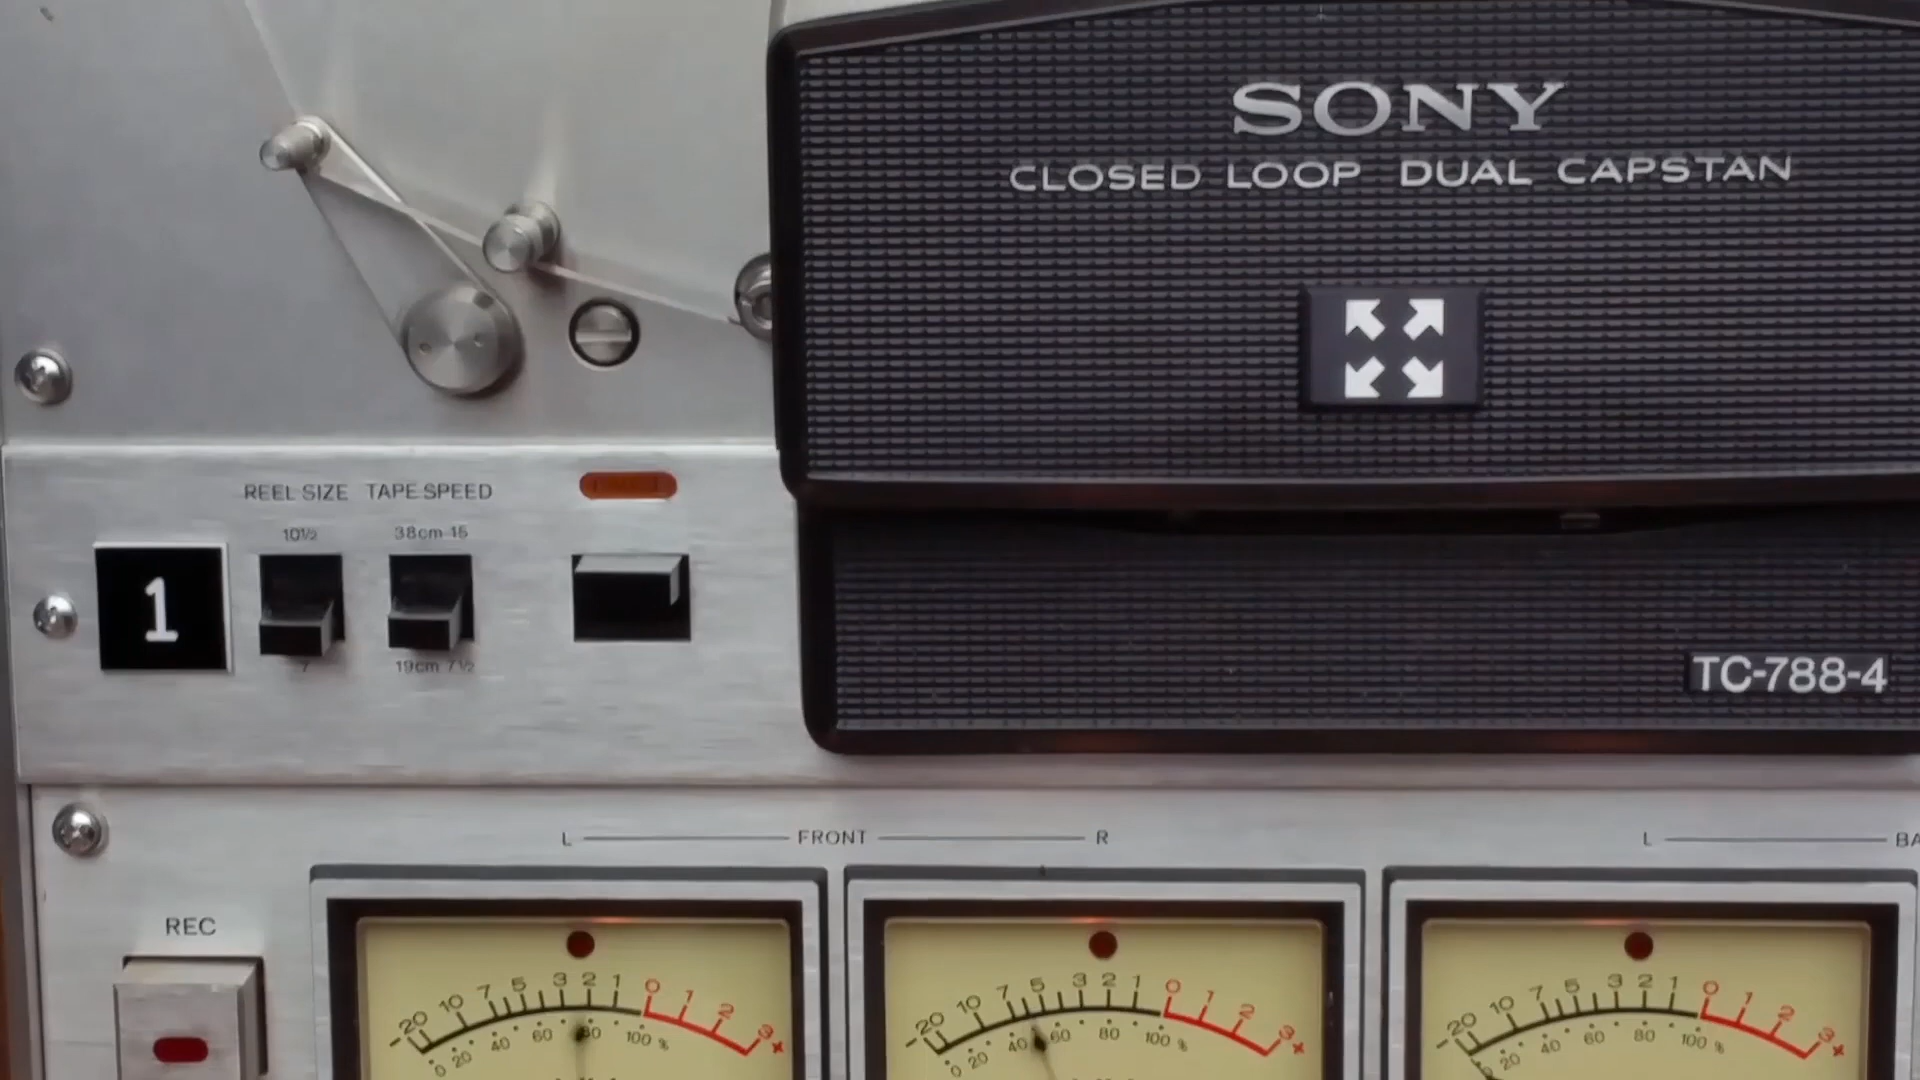 SONY
CLOSED LOOP DUAL CAPSTAN
REEL SIZE TAPE SPEED
10½ 38cm 15
1
7 19cm 7½
TC-788-4
L FRONT R L BA
REC
-20 10 7 5 3 2 1 0 1 2 3+
0 20 40 60 80 100 %
-20 10 7 5 3 2 1 0 1 2 3+
0 20 40 60 80 100 %
-20 10 7 5 3 2 1 0 1 2 3+
20 40 60 80 100 %